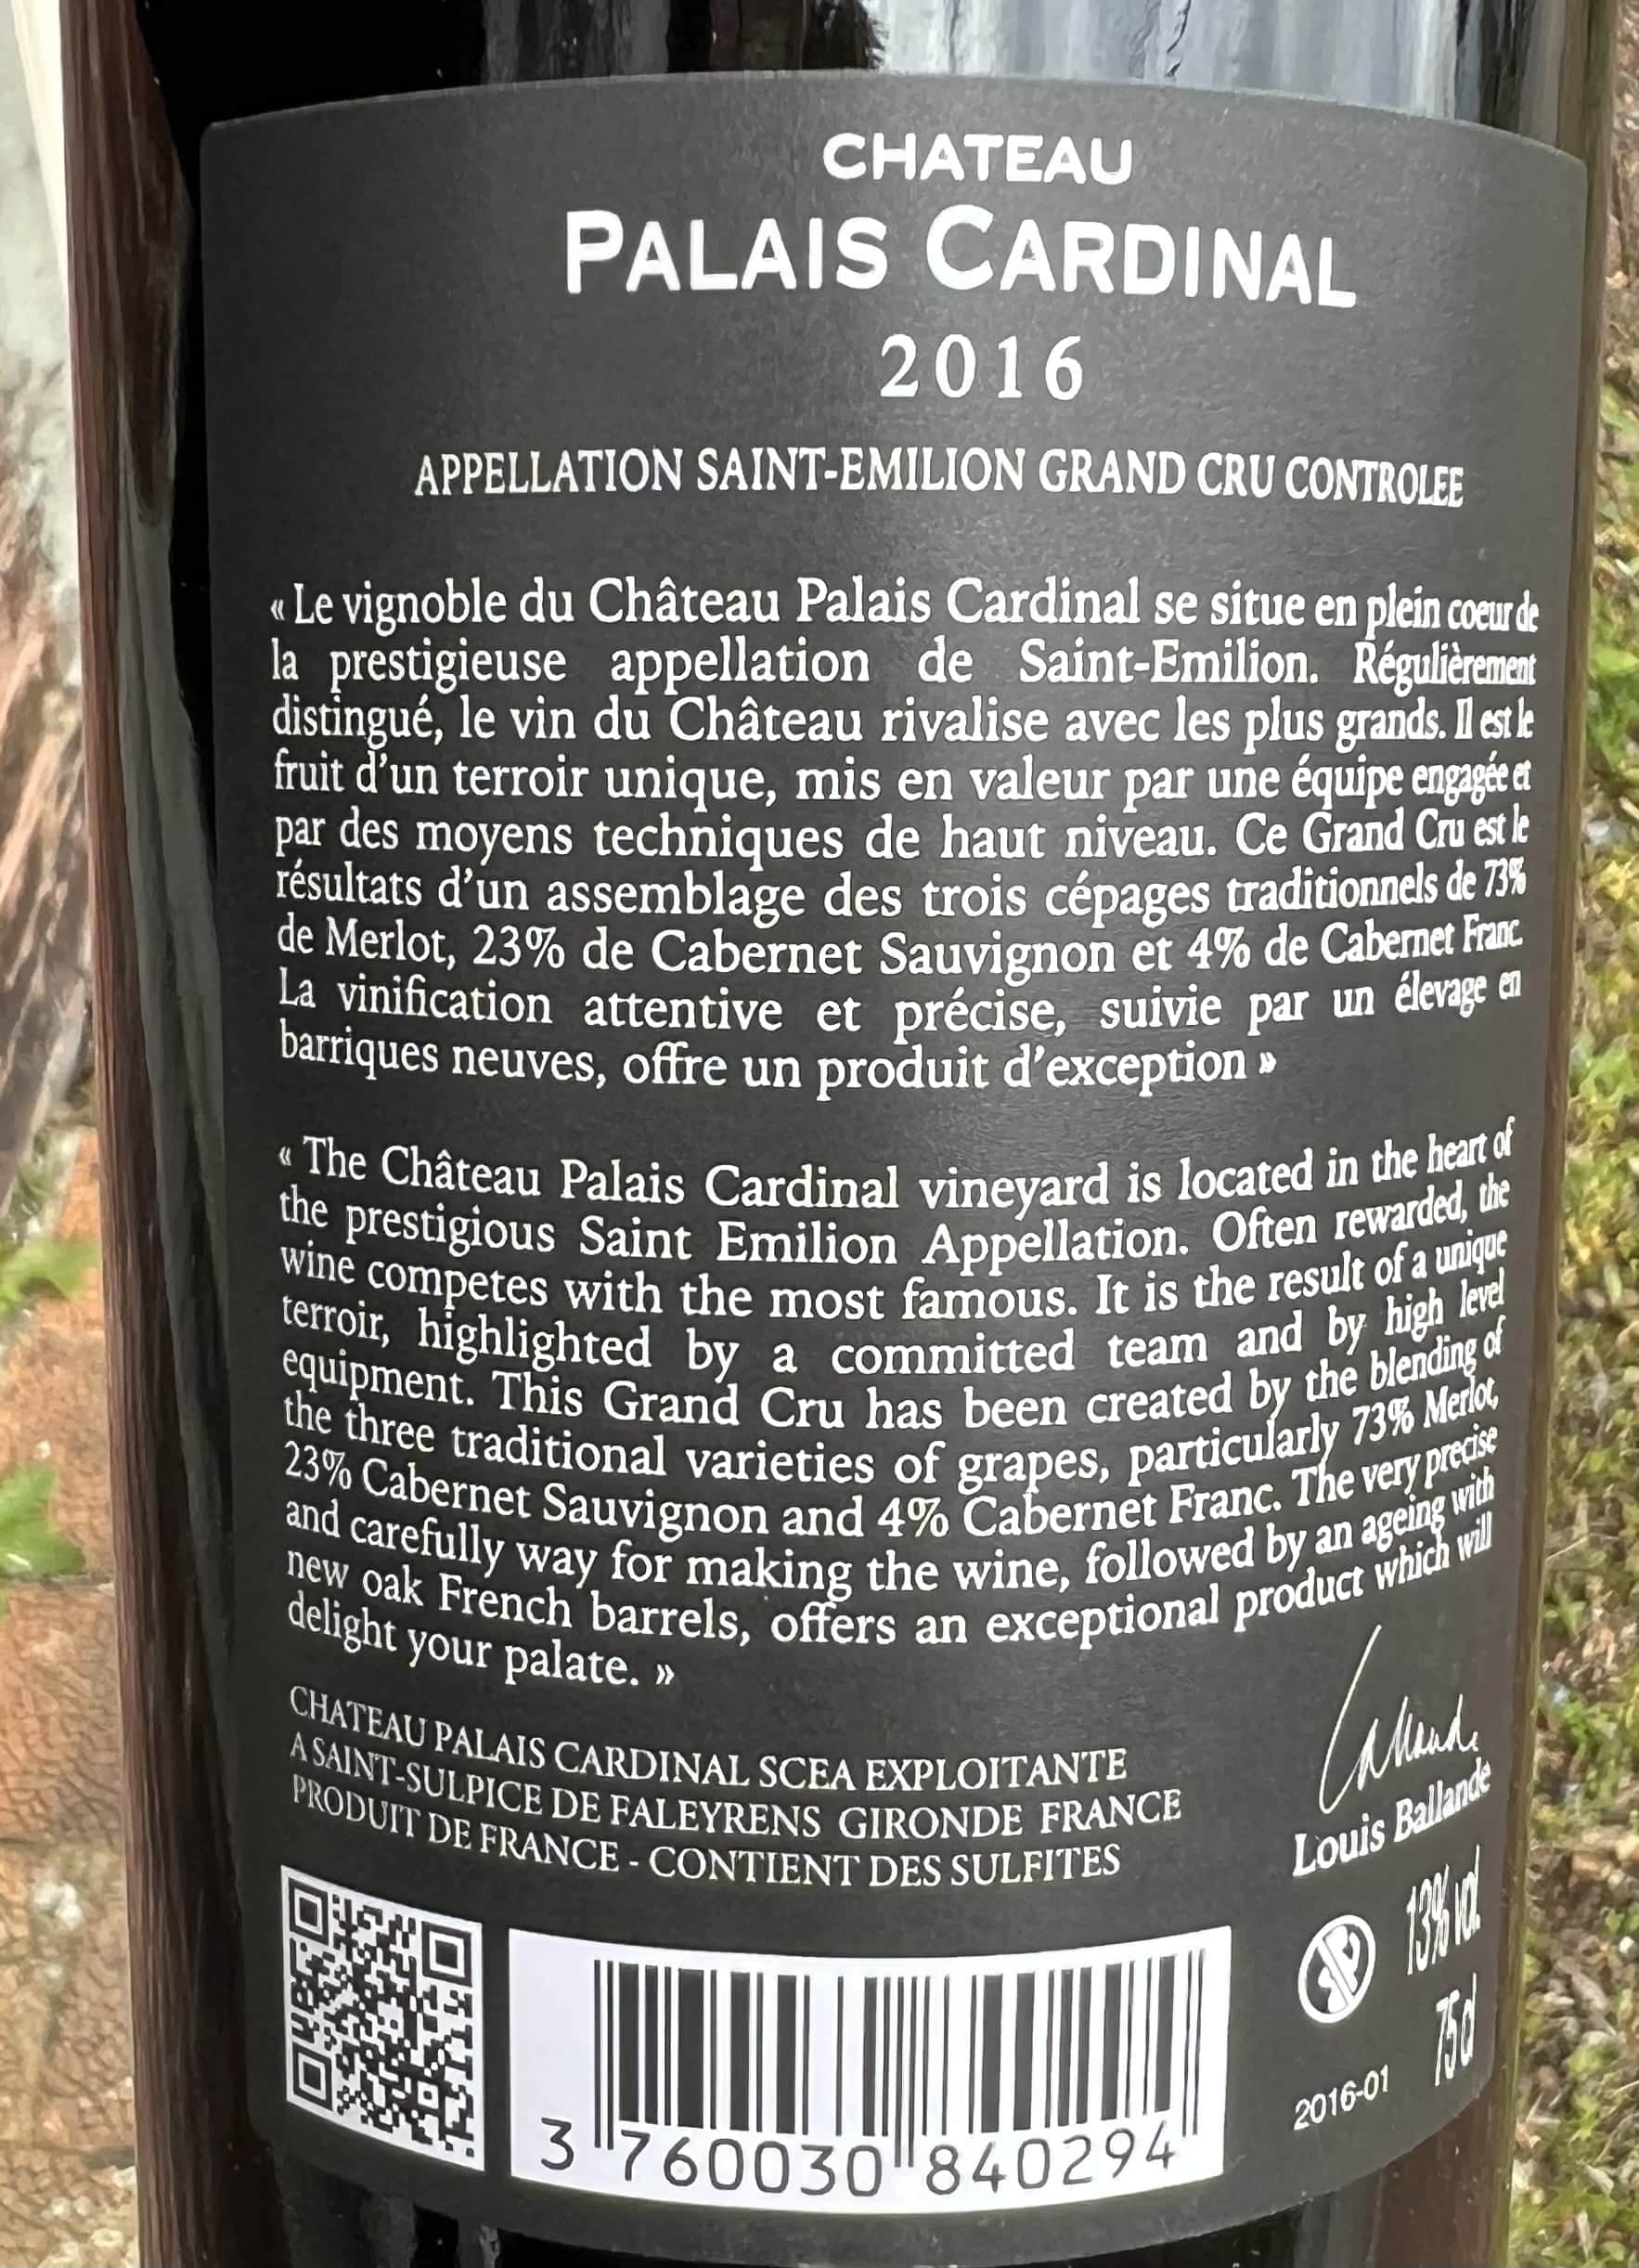 CHATEAU
PALAIS CARDINAL
2016
APPELLATION SAINT-EMILION GRAND CRU CONTROLEE
« Le vignoble du Château Palais Cardinal se situe en plein coeur de
la prestigieuse appellation de Saint-Emilion. Régulièrement
distingué, le vin du Château rivalise avec les plus grands. Il est le
fruit d'un terroir unique, mis en valeur par une équipe engagée et
par des moyens techniques de haut niveau. Ce Grand Cru est le
résultats d'un assemblage des trois cépages traditionnels de 73%
de Merlot, 23% de Cabernet Sauvignon et 4% de Cabernet Franc.
La vinification attentive et précise, suivie par un élevage en
barriques neuves, offre un produit d'exception »
« The Château Palais Cardinal vineyard is located in the heart of
the prestigious Saint Emilion Appellation. Often rewarded, the
wine competes with the most famous. It is the result of a unique
terroir, highlighted by a committed team and by high level
equipment. This Grand Cru has been created by the blending of
the three traditional varieties of grapes, particularly 73% Merlot,
23% Cabernet Sauvignon and 4% Cabernet Franc. The very precise
and carefully way for making the wine, followed by an ageing with
new oak French barrels, offers an exceptional product which will
delight your palate. »
CHATEAU PALAIS CARDINAL SCEA EXPLOITANTE
A SAINT-SULPICE DE FALEYRENS GIRONDE FRANCE
PRODUIT DE FRANCE - CONTIENT DES SULFITES
Louis Ballande
13% vol.
75cl
2016-01
3 760030 840294